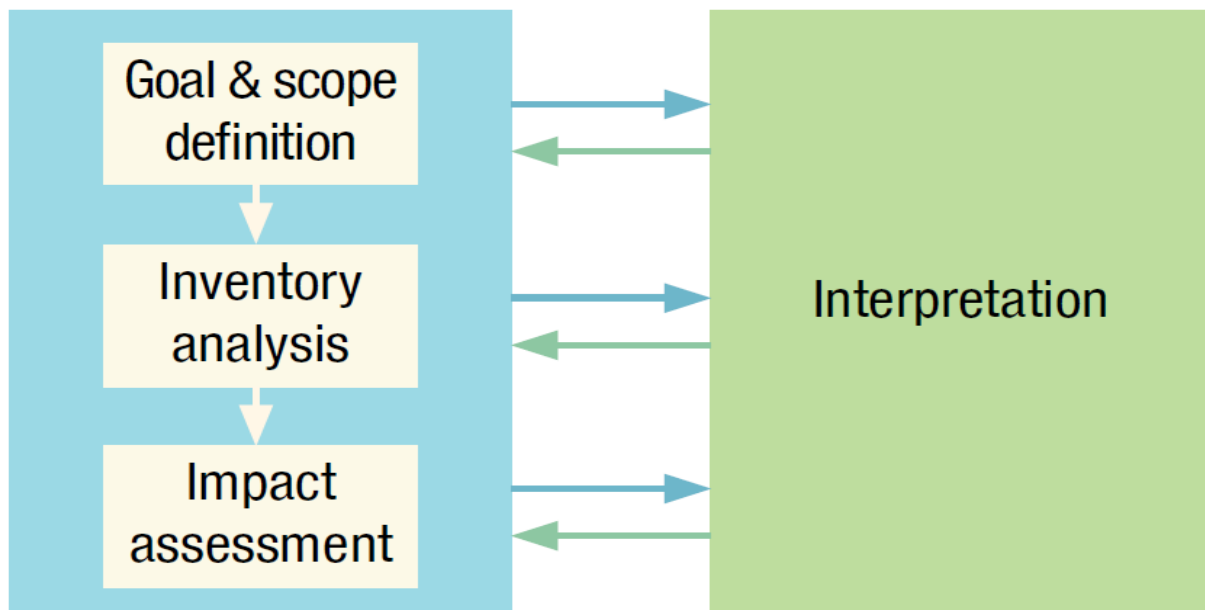 Goal & scope
definition
Inventory
analysis
Interpretation
Impact
assessment